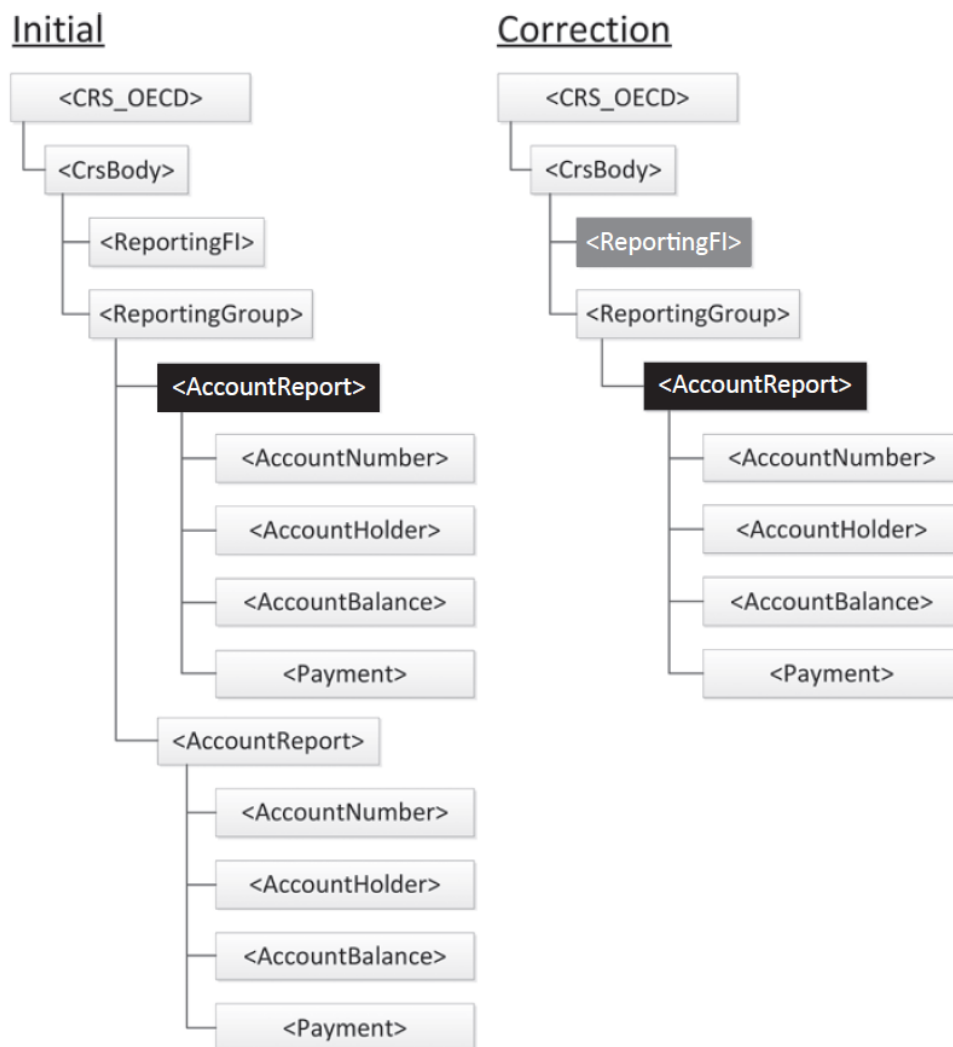 Initial
<CRS_OECD>
<CrsBody>
<ReportingFI>
<ReportingGroup>
<AccountReport>
<AccountNumber>
<AccountHolder>
<AccountBalance>
<Payment>
<AccountReport>
<AccountNumber>
<AccountHolder>
<AccountBalance>
<Payment>
Correction
<CRS_OECD>
<CrsBody>
<ReportingFI>
<ReportingGroup>
<AccountReport>
<AccountNumber>
<AccountHolder>
<AccountBalance>
<Payment>